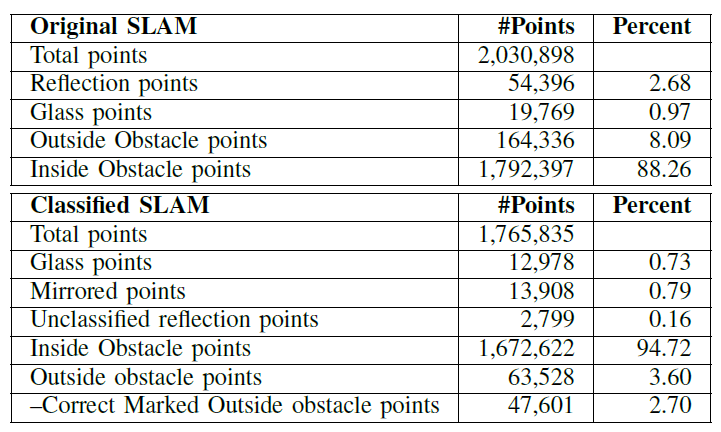 Original SLAM #Points Percent
Total points 2,030,898
Reflection points 54,396 2.68
Glass points 19,769 0.97
Outside Obstacle points 164,336 8.09
Inside Obstacle points 1,792,397 88.26
Classified SLAM #Points Percent
Total points 1,765,835
Glass points 12,978 0.73
Mirrored points 13,908 0.79
Unclassified reflection points 2,799 0.16
Inside Obstacle points 1,672,622 94.72
Outside obstacle points 63,528 3.60
–Correct Marked Outside obstacle points 47,601 2.70